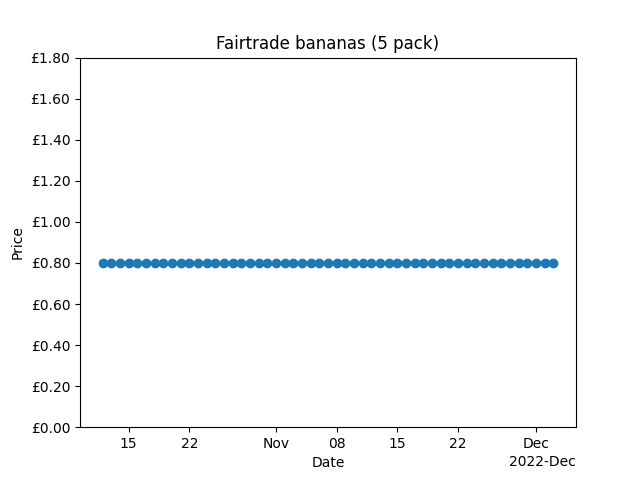 Fairtrade bananas (5 pack)
£1.80
£1.60
£1.40
£1.20
£1.00
£0.80
£0.60
£0.40
£0.20
£0.00
Price
15 22 Nov 08 15 22 Dec
Date
2022-Dec